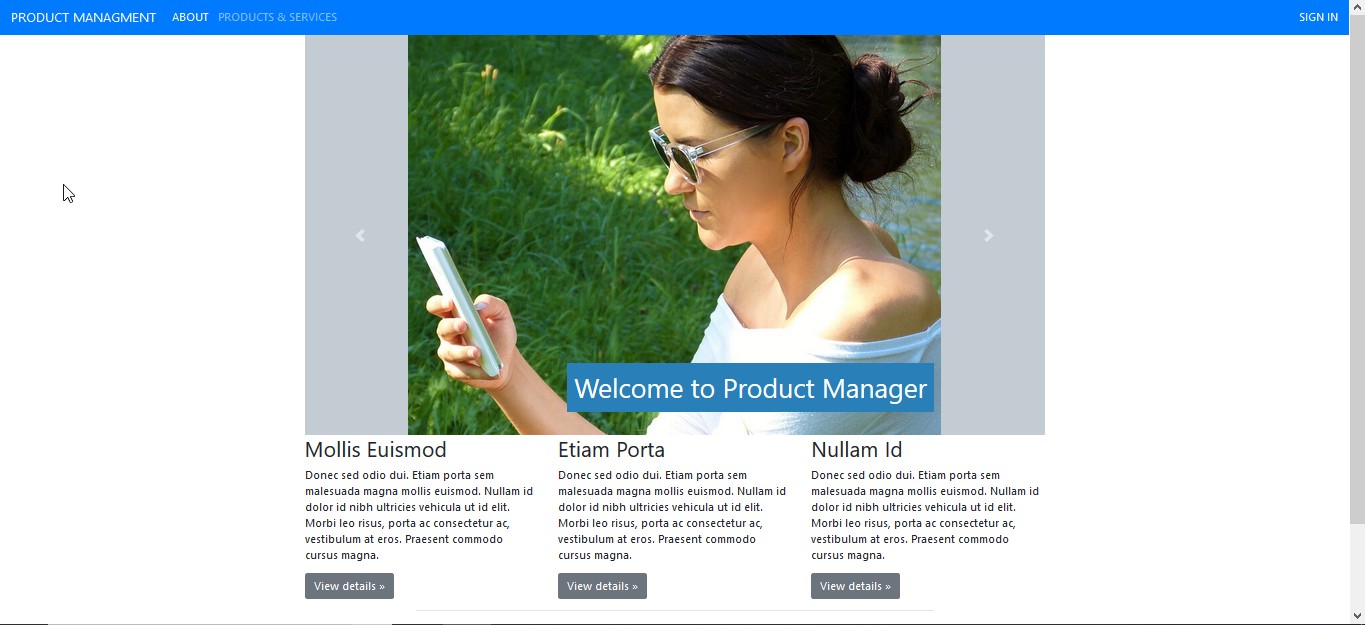 PRODUCT MANAGMENT ABOUT PRODUCTS & SERVICES SIGN IN
Welcome to Product Manager
Mollis Euismod
Donec sed odio dui. Etiam porta sem
malesuada magna mollis euismod. Nullam id
dolor id nibh ultricies vehicula ut id elit.
Morbi leo risus, porta ac consectetur ac,
vestibulum at eros. Praesent commodo
cursus magna.
View details »
Etiam Porta
Donec sed odio dui. Etiam porta sem
malesuada magna mollis euismod. Nullam id
dolor id nibh ultricies vehicula ut id elit.
Morbi leo risus, porta ac consectetur ac,
vestibulum at eros. Praesent commodo
cursus magna.
View details »
Nullam Id
Donec sed odio dui. Etiam porta sem
malesuada magna mollis euismod. Nullam id
dolor id nibh ultricies vehicula ut id elit.
Morbi leo risus, porta ac consectetur ac,
vestibulum at eros. Praesent commodo
cursus magna.
View details »